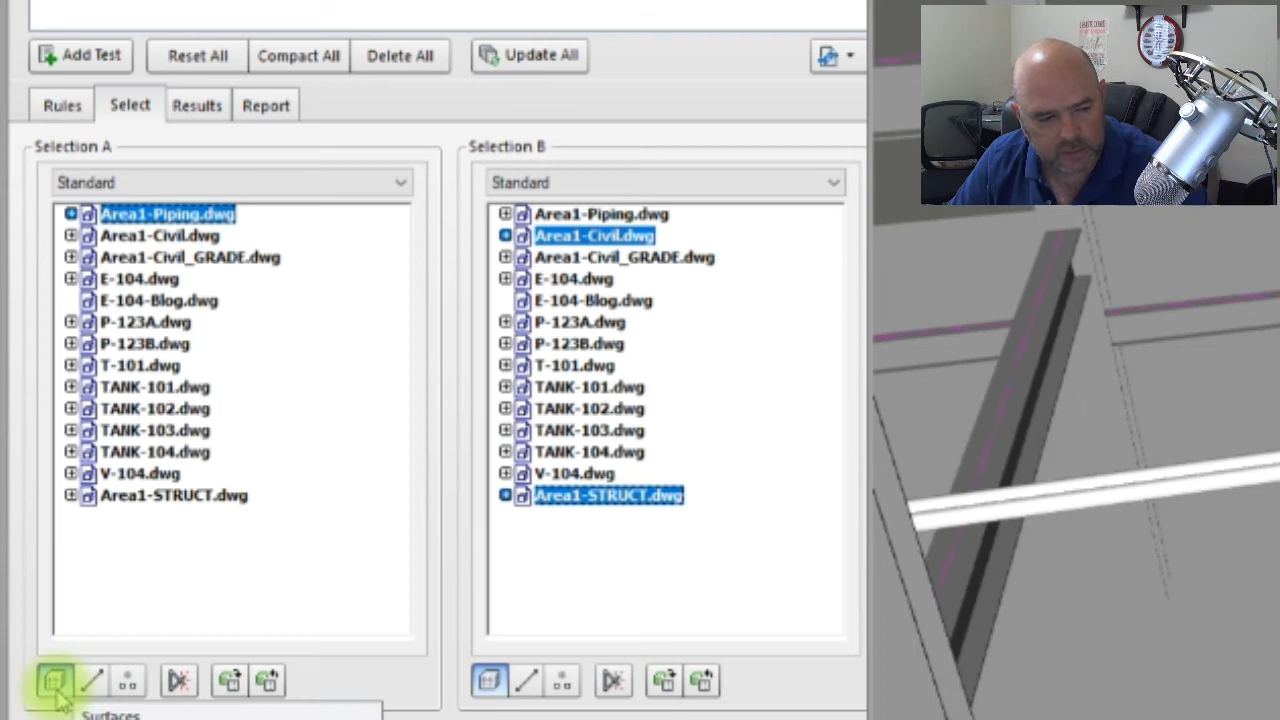 Add Test Reset All Compact All Delete All Update All
Rules Select Results Report
Selection A
Standard
Area1-Piping.dwg
Area1-Civil.dwg
Area1-Civil_GRADE.dwg
E-104.dwg
E-104-Blog.dwg
P-123A.dwg
P-123B.dwg
T-101.dwg
TANK-101.dwg
TANK-102.dwg
TANK-103.dwg
TANK-104.dwg
V-104.dwg
Area1-STRUCT.dwg
Surfaces
Selection B
Standard
Area1-Piping.dwg
Area1-Civil.dwg
Area1-Civil_GRADE.dwg
E-104.dwg
E-104-Blog.dwg
P-123A.dwg
P-123B.dwg
T-101.dwg
TANK-101.dwg
TANK-102.dwg
TANK-103.dwg
TANK-104.dwg
V-104.dwg
Area1-STRUCT.dwg